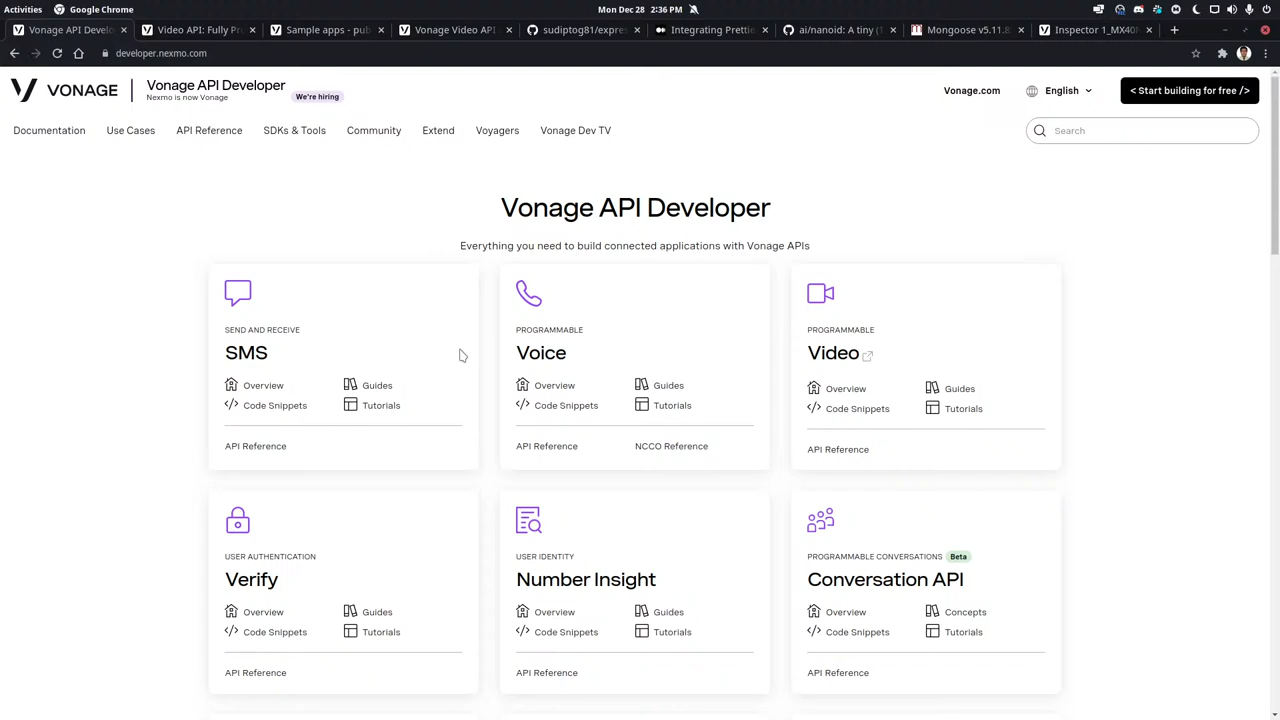 Activities Google Chrome Mon Dec 28 2:36 PM
Vonage API Develo Video API: Fully Pro Sample apps - pub Vonage Video API sudiptog81/expres Integrating Prettie ai/nanoid: A tiny (1 Mongoose v5.11.8 Inspector 1_MX40
developer.nexmo.com
VONAGE Vonage API Developer Nexmo is now Vonage We're hiring Vonage.com English < Start building for free />
Documentation Use Cases API Reference SDKs & Tools Community Extend Voyagers Vonage Dev TV Search
Vonage API Developer
Everything you need to build connected applications with Vonage APIs
SEND AND RECEIVE
SMS
Overview Guides
Code Snippets Tutorials
API Reference
PROGRAMMABLE
Voice
Overview Guides
Code Snippets Tutorials
API Reference NCCO Reference
PROGRAMMABLE
Video
Overview Guides
Code Snippets Tutorials
API Reference
USER AUTHENTICATION
Verify
Overview Guides
Code Snippets Tutorials
API Reference
USER IDENTITY
Number Insight
Overview Guides
Code Snippets Tutorials
API Reference
PROGRAMMABLE CONVERSATIONS Beta
Conversation API
Overview Concepts
Code Snippets Tutorials
API Reference